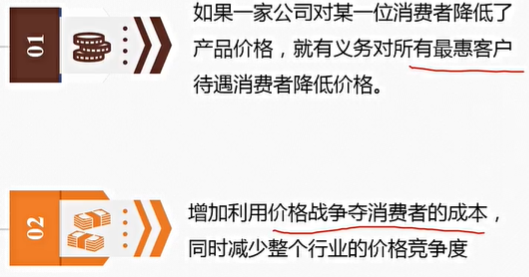 01
如果一家公司对某一位消费者降低了
产品价格，就有义务对所有最惠客户
待遇消费者降低价格。
02
增加利用价格战争夺消费者的成本，
同时减少整个行业的价格竞争度